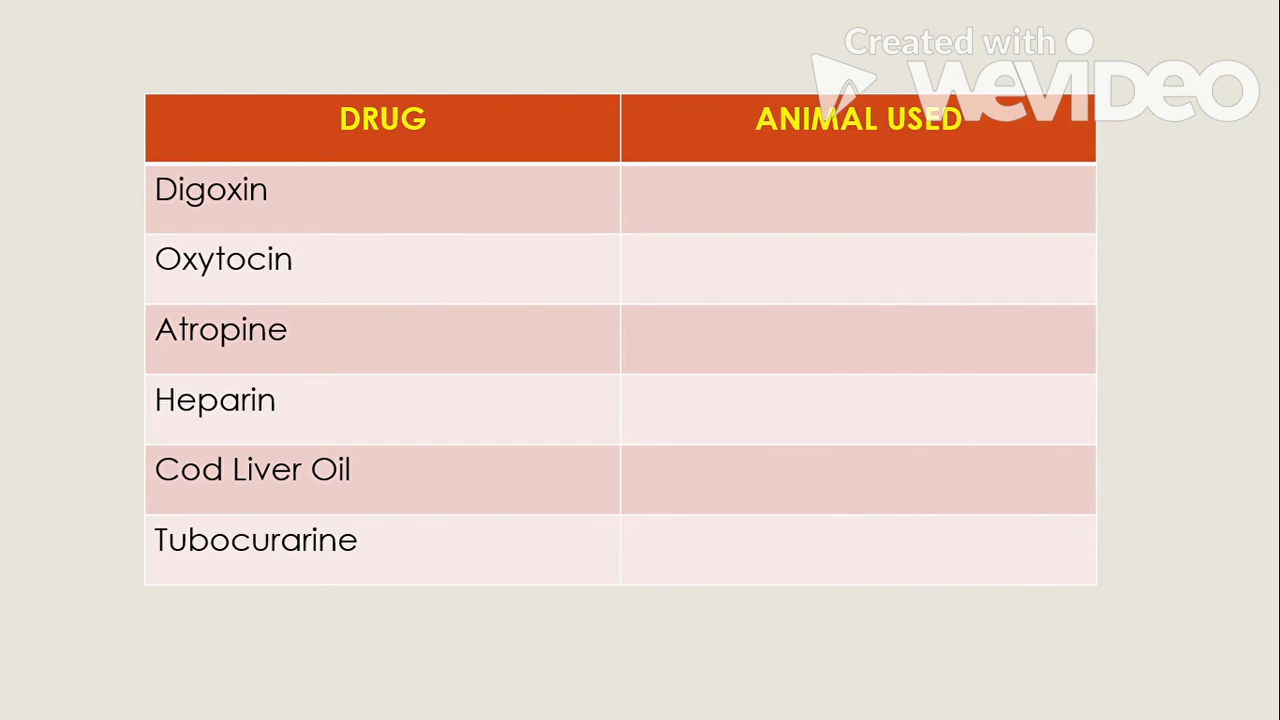 Created with
WEVIDEO
DRUG ANIMAL USED
Digoxin
Oxytocin
Atropine
Heparin
Cod Liver Oil
Tubocurarine